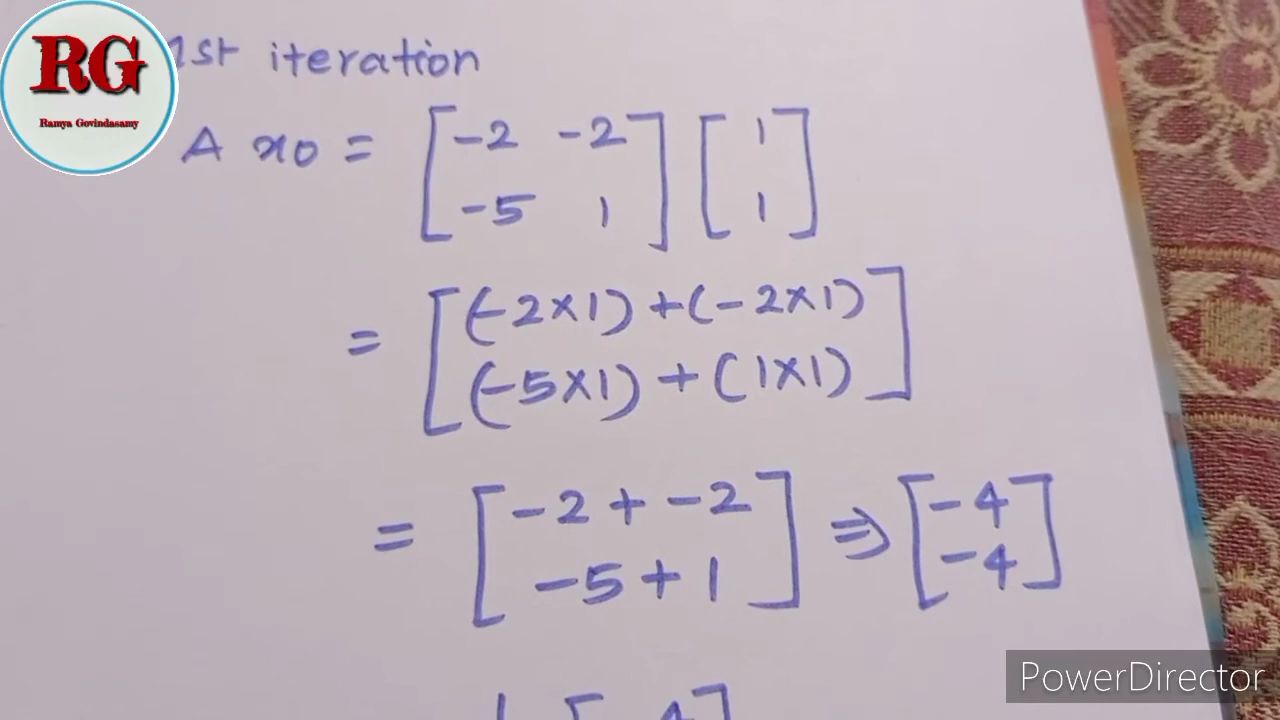 RG
Ramya Govindasamy
1st iteration
A x0 = [-2 -2] [1]
[-5 1] [1]
= [(-2×1)+(-2×1)]
[(-5×1)+(1×1)]
= [-2+-2] ⇒ [-4]
[-5+1] [-4]
PowerDirector